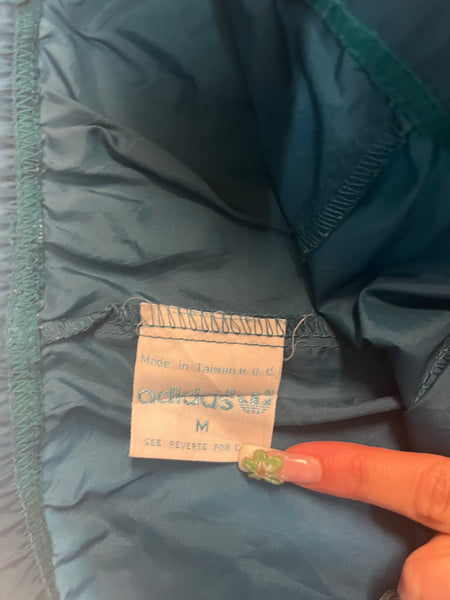 Made in Taiwan R.O.C.
adidas
M
SEE REVERSE FOR